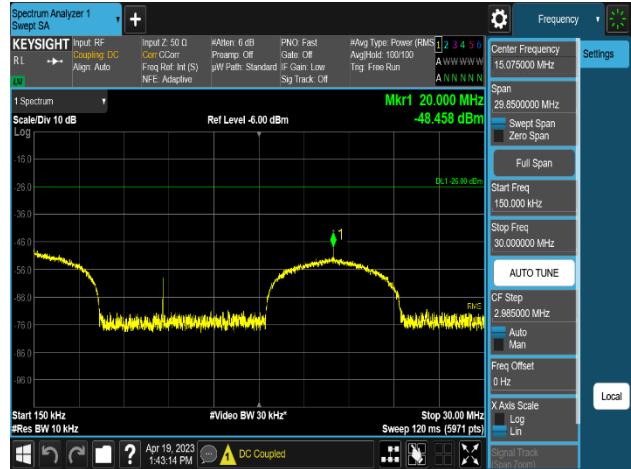 Spectrum Analyzer 1
Swept SA
Frequency
KEYSIGHT
RL
Input: RF
Coupling: DC
Align: Auto
Input Z: 50 Ω
Corr CCorr
Freq Ref: Int (S)
NFE: Adaptive
#Atten: 6 dB
Preamp: Off
µW Path: Standard
PNO: Fast
Gate: Off
IF Gain: Low
Sig Track: Off
#Avg Type: Power (RMS)
Avg|Hold: 100/100
Trig: Free Run
1 2 3 4 5 6
A W W W W W
A N N N N N
1 Spectrum
Scale/Div 10 dB
Log
Ref Level -6.00 dBm
Mkr1 20.000 MHz
-48.458 dBm
-16.0
-26.0
-36.0
-46.0
-56.0
-66.0
-76.0
-86.0
-96.0
DL1 -26.00 dBm
1
RMS
Start 150 kHz
#Res BW 10 kHz
#Video BW 30 kHz*
Stop 30.00 MHz
Sweep 120 ms (5971 pts)
Center Frequency
15.075000 MHz
Span
29.8500000 MHz
Swept Span
Zero Span
Full Span
Start Freq
150.000 kHz
Stop Freq
30.000000 MHz
AUTO TUNE
CF Step
2.985000 MHz
Auto
Man
Freq Offset
0 Hz
X Axis Scale
Log
Lin
Signal Track
(Span Zoom)
Settings
Local
?
Apr 19, 2023
1:43:14 PM
DC Coupled